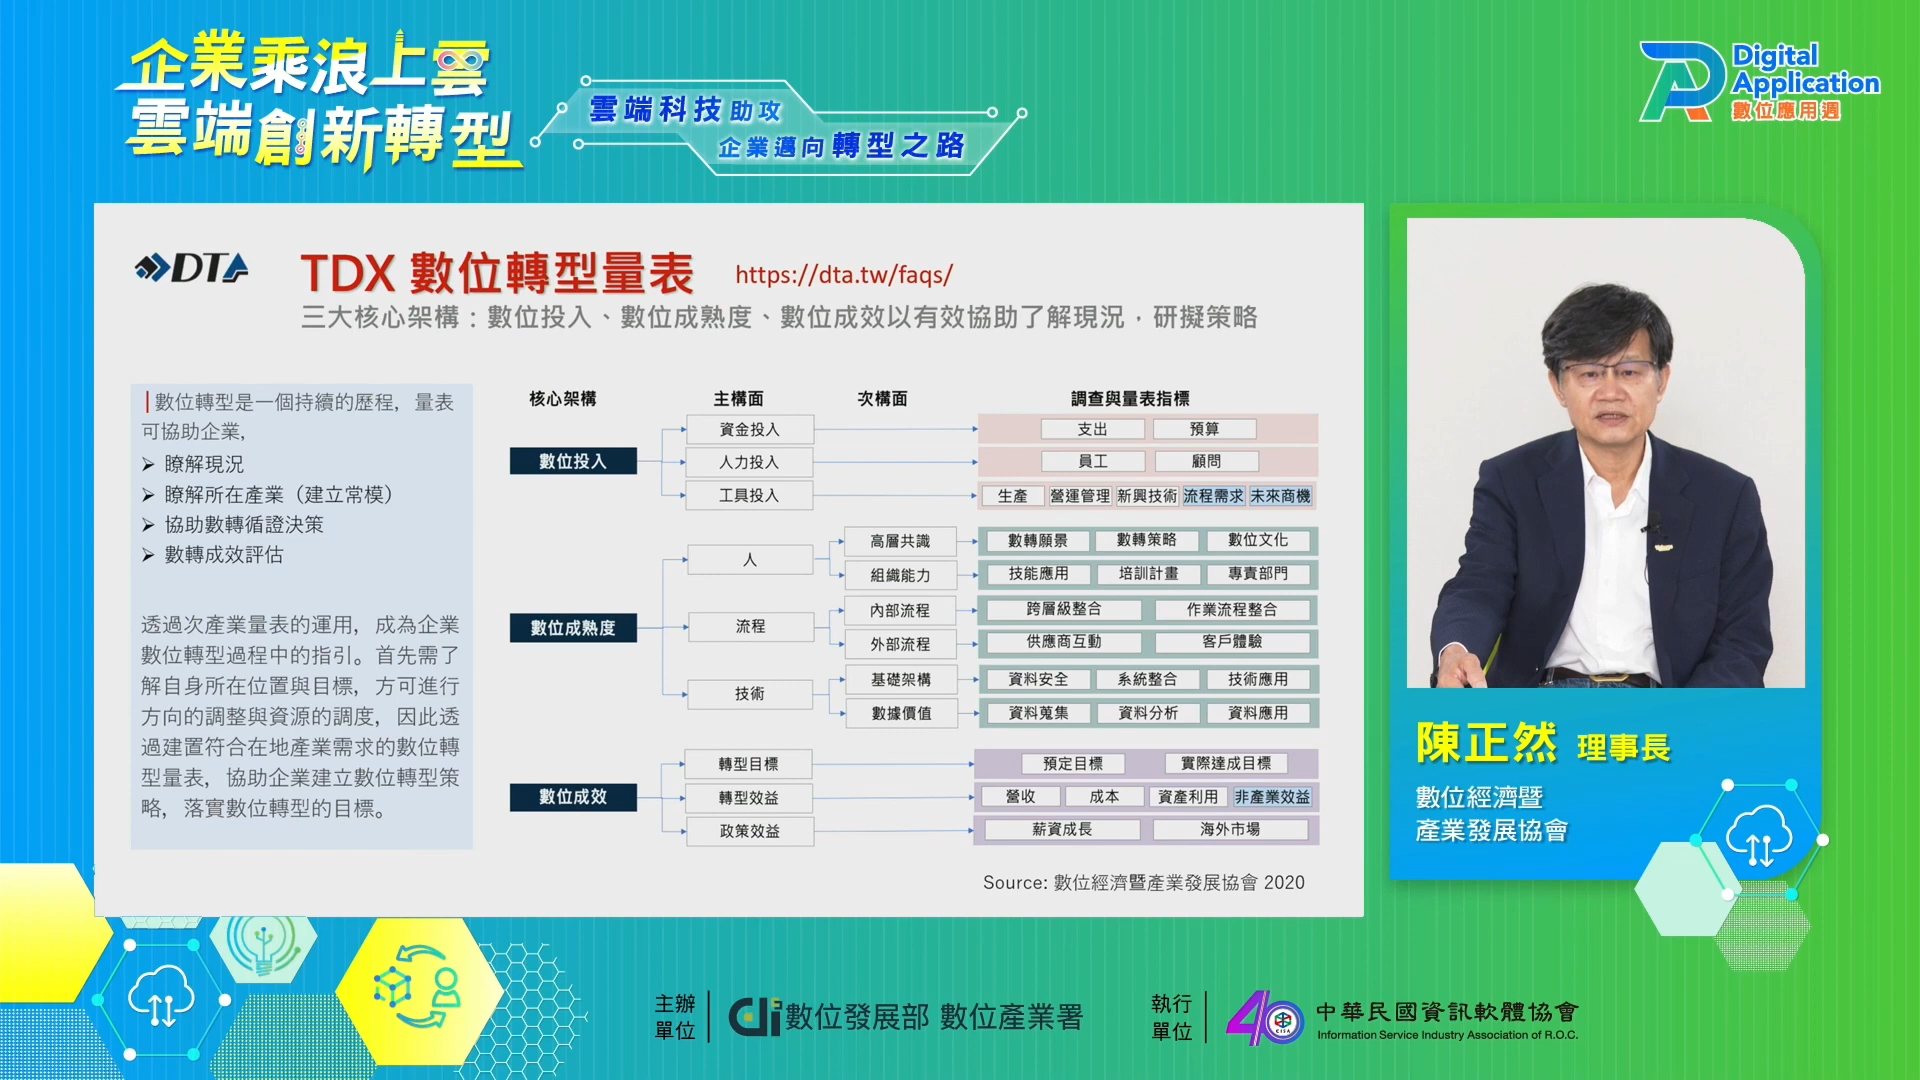 企業乘浪上雲
雲端創新轉型
雲端科技助攻
企業邁向轉型之路
Digital
Application
數位應用週
DTA
TDX 數位轉型量表
https://dta.tw/faqs/
三大核心架構：數位投入、數位成熟度、數位成效以有效協助了解現況，研擬策略
數位轉型是一個持續的歷程，量表
可協助企業，
瞭解現況
瞭解所在產業（建立常模）
協助數轉循證決策
數轉成效評估
透過次產業量表的運用，成為企業
數位轉型過程中的指引。首先需了
解自身所在位置與目標，方可進行
方向的調整與資源的調度，因此透
過建置符合在地產業需求的數位轉
型量表，協助企業建立數位轉型策
略，落實數位轉型的目標。
核心架構 主構面 次構面 調查與量表指標
數位投入
資金投入 支出 預算
人力投入 員工 顧問
工具投入 生產 營運管理 新興技術 流程需求 未來商機
數位成熟度
人
高層共識 數轉願景 數轉策略 數位文化
組織能力 技能應用 培訓計畫 專責部門
流程
內部流程 跨層級整合 作業流程整合
外部流程 供應商互動 客戶體驗
技術
基礎架構 資料安全 系統整合 技術應用
數據價值 資料蒐集 資料分析 資料應用
數位成效
轉型目標 預定目標 實際達成目標
轉型效益 營收 成本 資產利用 非產業效益
政策效益 薪資成長 海外市場
Source: 數位經濟暨產業發展協會 2020
陳正然 理事長
數位經濟暨
產業發展協會
主辦
單位
數位發展部 數位產業署
執行
單位
40
CISA
中華民國資訊軟體協會
Information Service Industry Association of R.O.C.